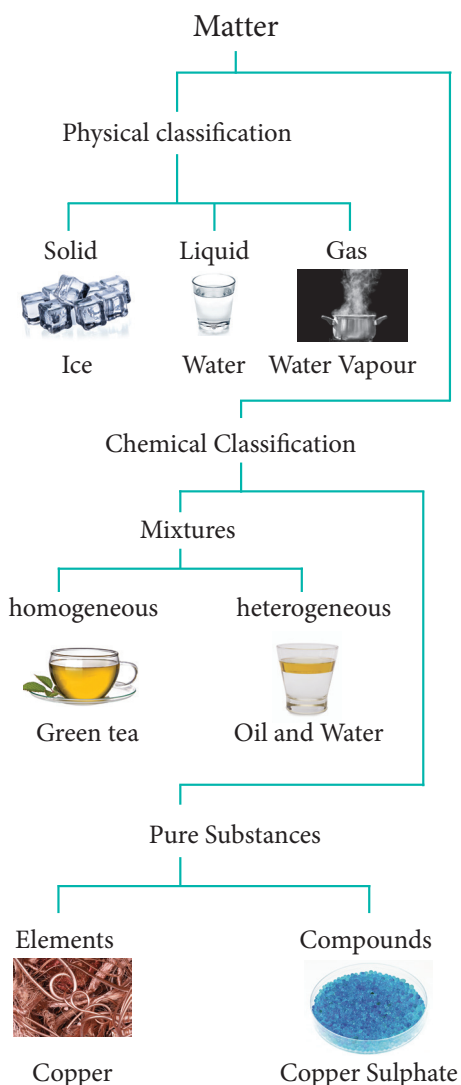 Matter
Physical classification
Solid Liquid Gas
Ice Water Water Vapour
Chemical Classification
Mixtures
homogeneous heterogeneous
Green tea Oil and Water
Pure Substances
Elements Compounds
Copper Copper Sulphate